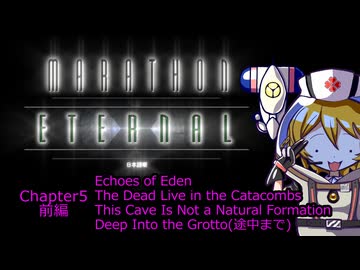 MARATHON
ETERNAL
日本語版
Chapter5
前編
Echoes of Eden
The Dead Live in the Catacombs
This Cave Is Not a Natural Formation
Deep Into the Grotto(途中まで)